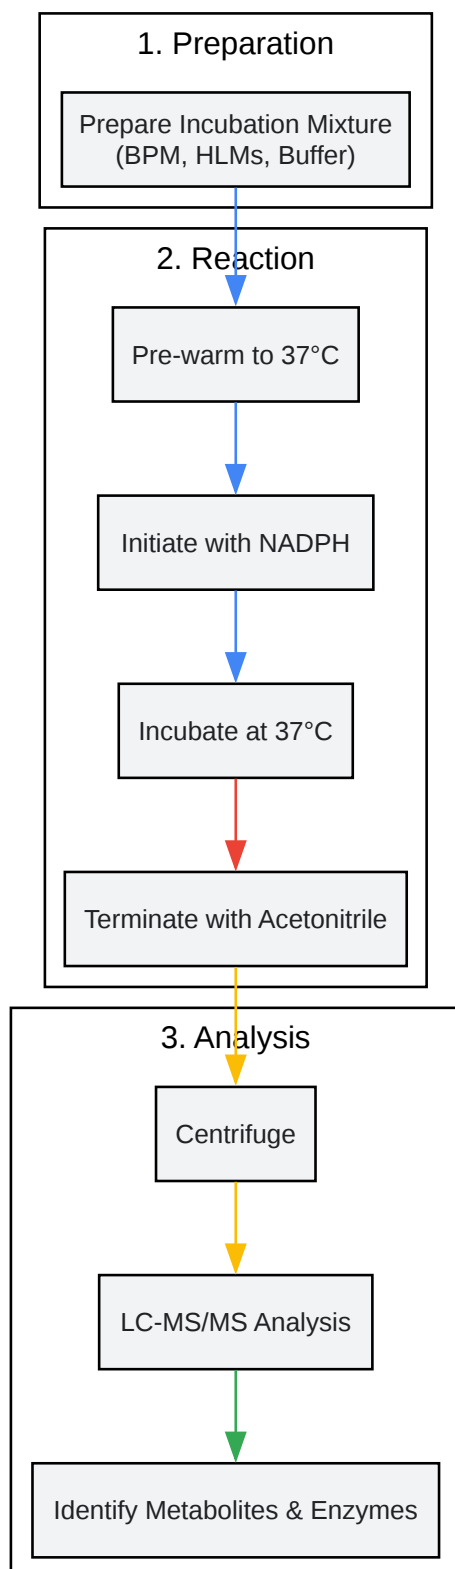 1. Preparation
Prepare Incubation Mixture
(BPM, HLMs, Buffer)
2. Reaction
Pre-warm to 37°C
Initiate with NADPH
Incubate at 37°C
Terminate with Acetonitrile
3. Analysis
Centrifuge
LC-MS/MS Analysis
Identify Metabolites & Enzymes